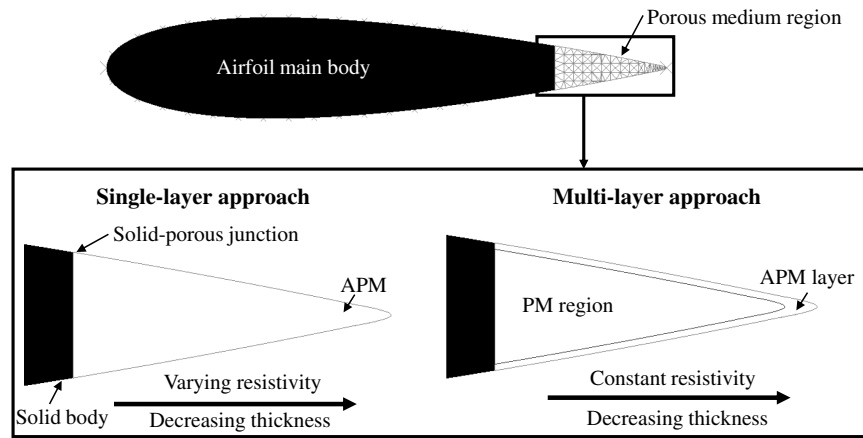 Porous medium region
Airfoil main body
Single-layer approach
Solid-porous junction
APM
Varying resistivity
Decreasing thickness
Solid body
Multi-layer approach
APM layer
PM region
Constant resistivity
Decreasing thickness